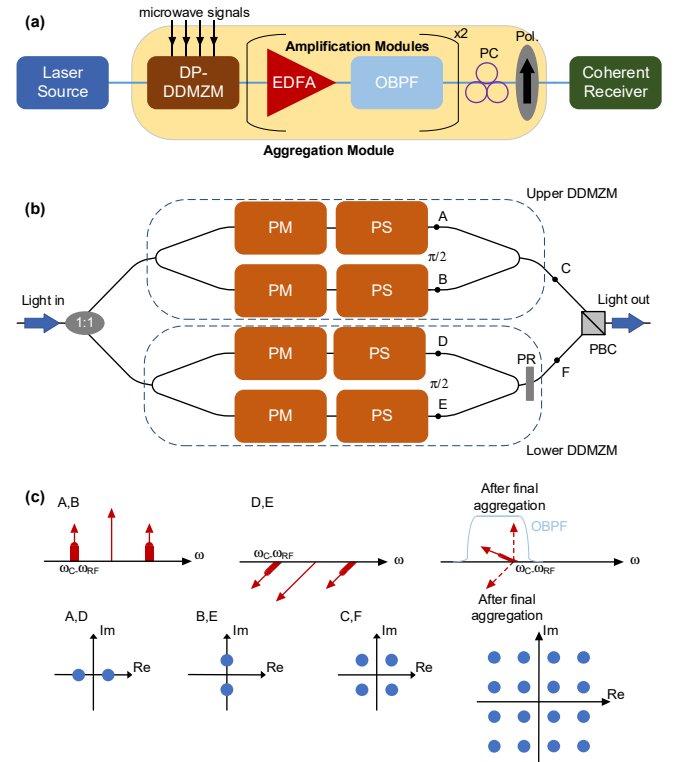 (a)
microwave signals
Laser
Source
DP-
DDMZM
Amplification Modules
EDFA
OBPF
x2
PC
Pol.
Coherent
Receiver
Aggregation Module
(b)
Upper DDMZM
PM
PS
A
π/2
PM
PS
B
C
Light in
1:1
Light out
PBC
PM
PS
D
π/2
PR
F
PM
PS
E
Lower DDMZM
(c)
A,B
ω
ωC-ωRF
D,E
ωC-ωRF
ω
After final
aggregation
OBPF
ω
ωC-ωRF
A,D
Im
Re
B,E
Im
Re
C,F
Im
Re
After final
aggregation
Im
Re